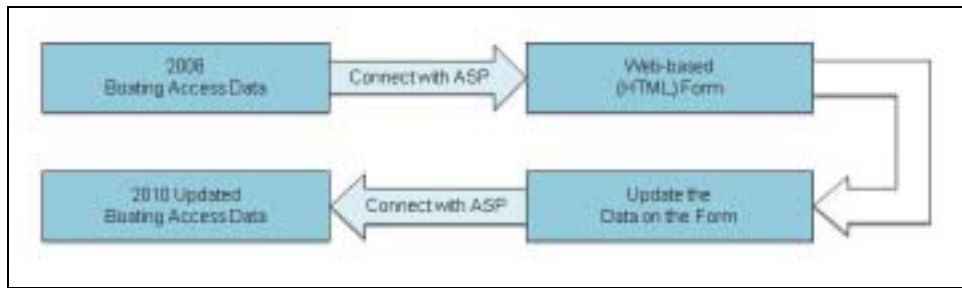 Boating Access Data
Connect with ASP
Web-based
(HTML) Form
2010 Updated
Boating Access Data
Connect with ASP
Update the
Data on the Form